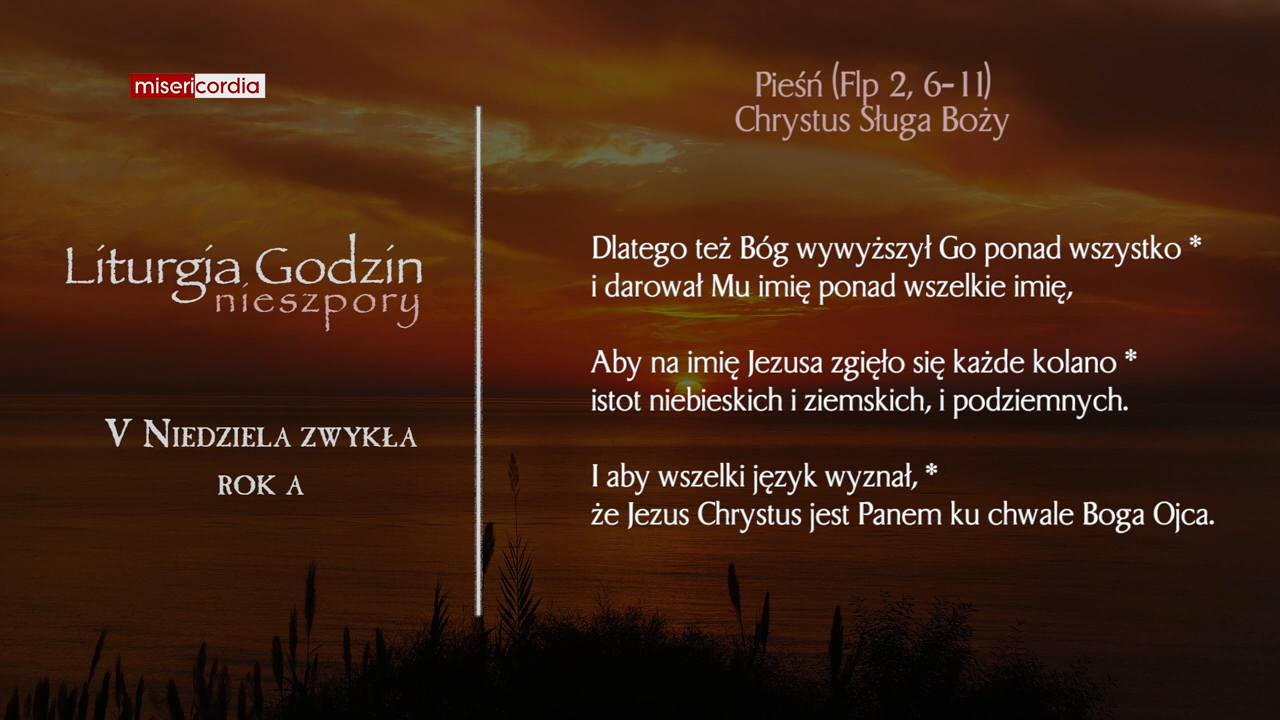 misericordia
Liturgia Godzin
nieszpory
V Niedziela zwykła
rok A
Pieśń (Flp 2, 6-11)
Chrystus Sługa Boży
Dlatego też Bóg wywyższył Go ponad wszystko *
i darował Mu imię ponad wszelkie imię,
Aby na imię Jezusa zgięło się każde kolano *
istot niebieskich i ziemskich, i podziemnych.
I aby wszelki język wyznał, *
że Jezus Chrystus jest Panem ku chwale Boga Ojca.